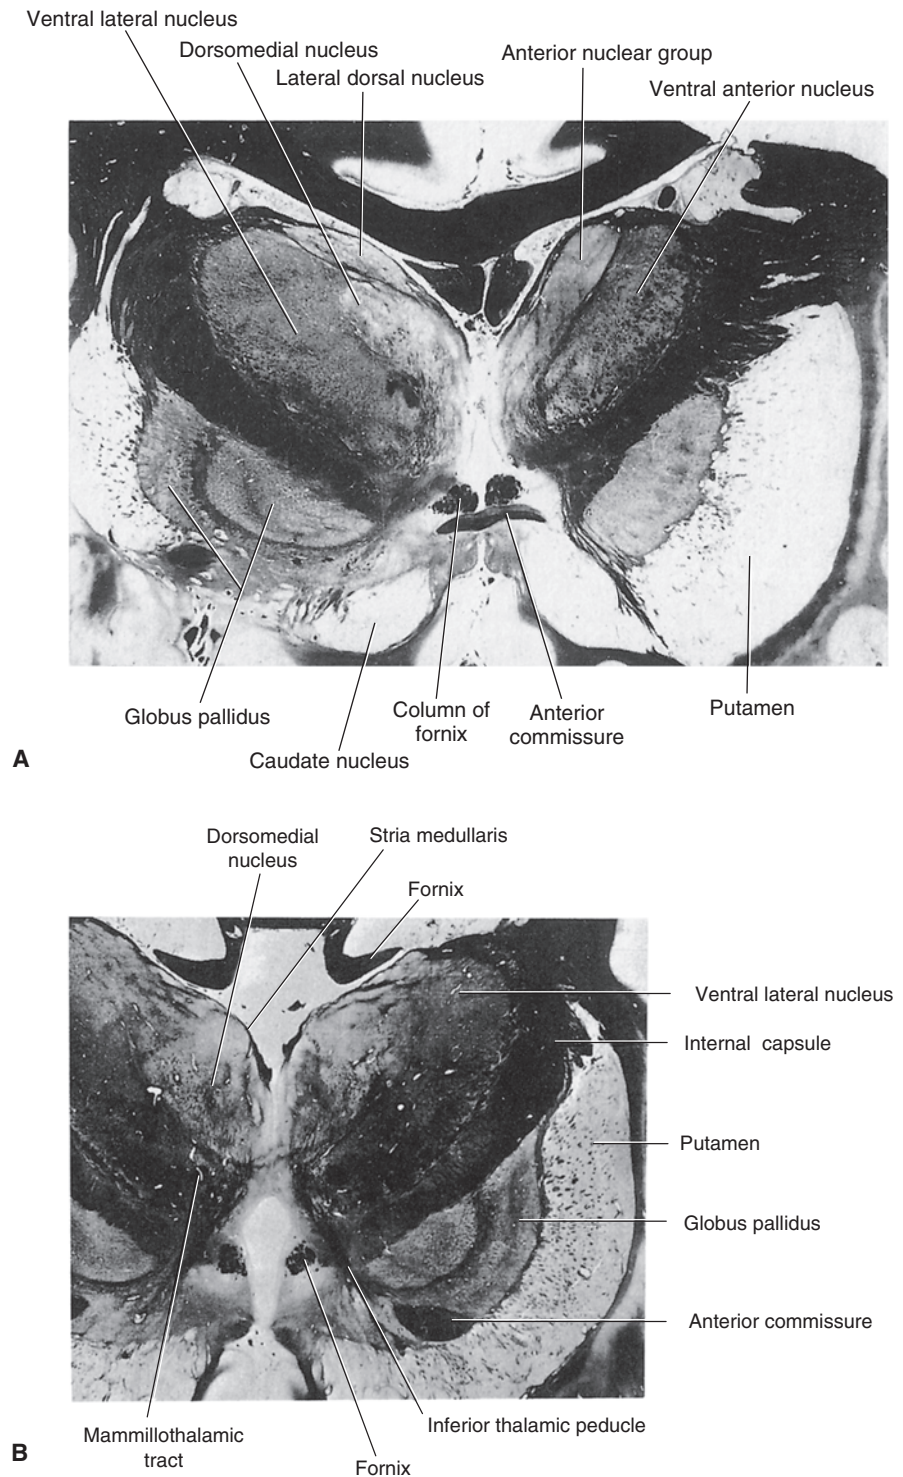 Ventral lateral nucleus
Dorsomedial nucleus
Lateral dorsal nucleus
Anterior nuclear group
Ventral anterior nucleus
Globus pallidus
Caudate nucleus
Column of
fornix
Anterior
commissure
Putamen
A
Dorsomedial
nucleus
Stria medullaris
Fornix
Ventral lateral nucleus
Internal capsule
Putamen
Globus pallidus
Anterior commissure
Inferior thalamic peducle
Mammillothalamic
tract
Fornix
B